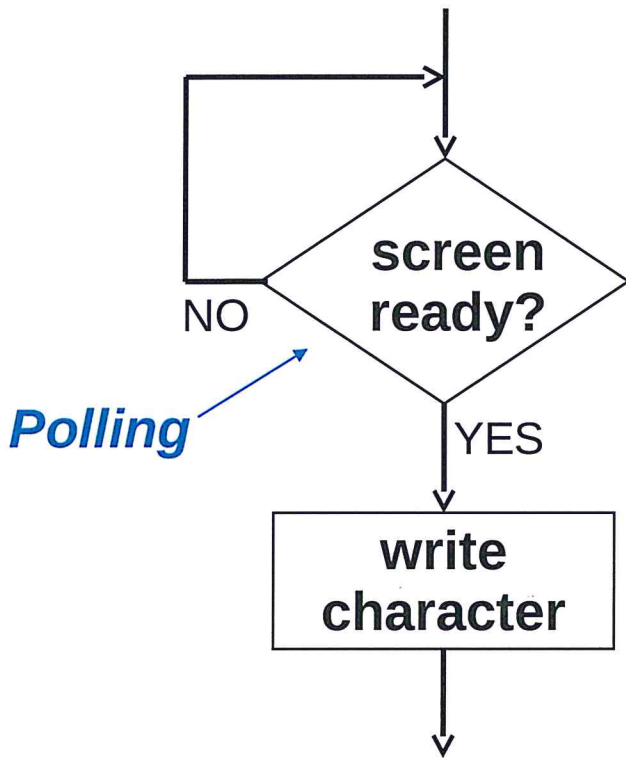 screen
ready?
NO
Polling
YES
write
character